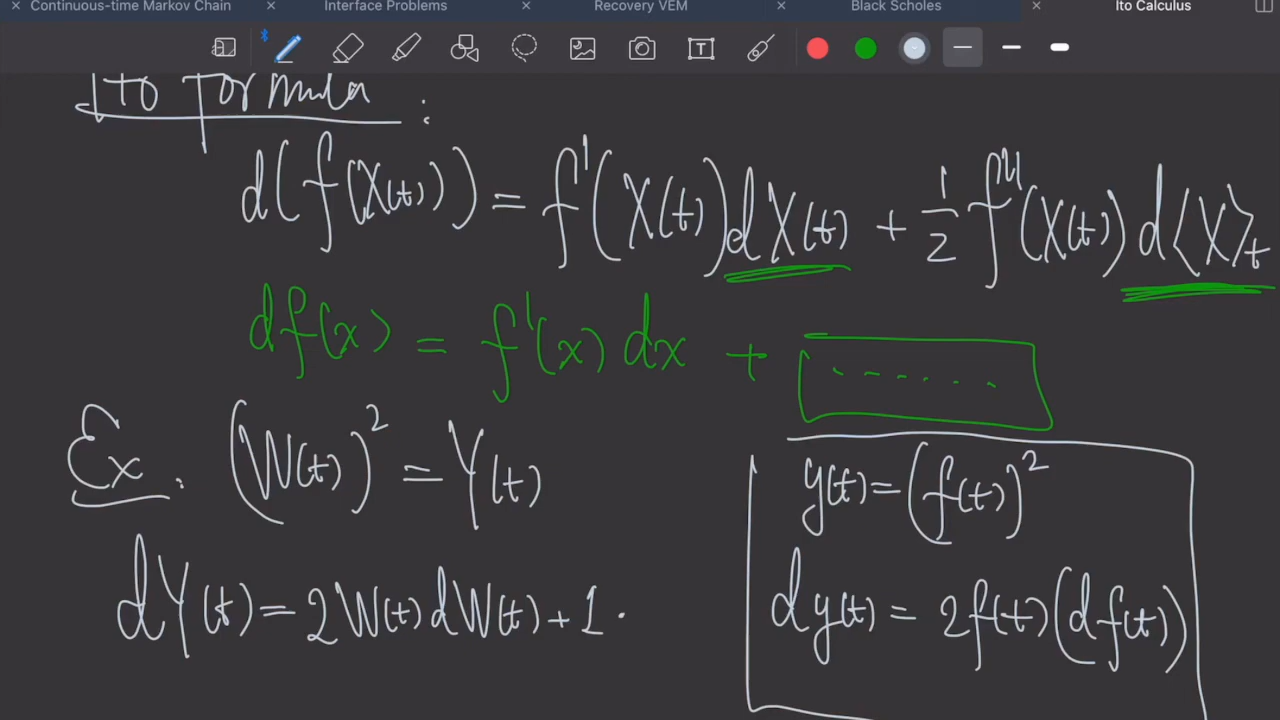 Continuous-time Markov Chain Interface Problems Recovery VEM Black Scholes Ito Calculus
T
Ito Formula :
d(f(X(t))) = f'(X(t)) dX(t) + 1/2 f''(X(t)) d⟨X⟩t
df(x) = f'(x) dx + ------
Ex. (W(t))² = Y(t)
y(t) = (f(t))²
dY(t) = 2W(t)dW(t) + 1 ·
dy(t) = 2f(t)(df(t))